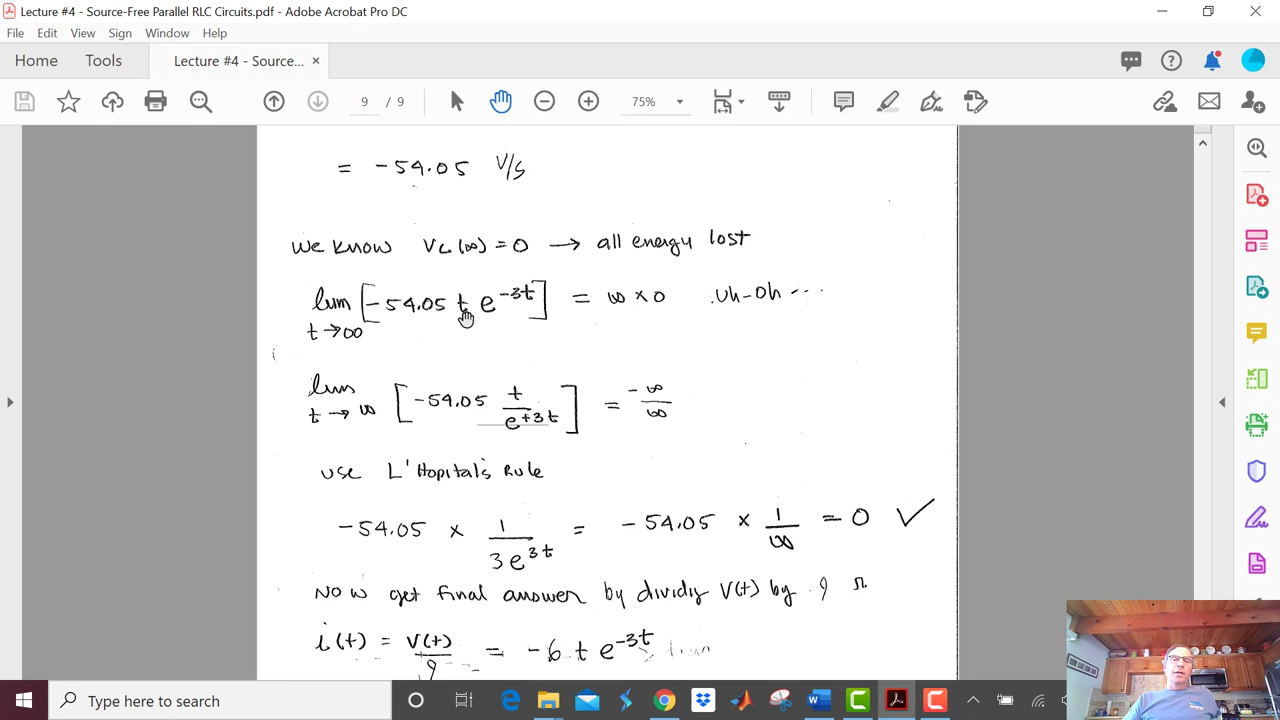 Lecture #4 - Source-Free Parallel RLC Circuits.pdf - Adobe Acrobat Pro DC
File Edit View Sign Window Help
Home Tools Lecture #4 - Source... ×
9 / 9 75%
= -54.05 V/s
We know Vc(∞) = 0 → all energy lost
lim [-54.05 t e^-3t] = ∞ × 0 .Uh-Oh ...
t→∞
lim [-54.05 t / e^+3t] = -∞/∞
t → ∞
use L'Hopital's Rule
-54.05 × 1 / 3e^3t = -54.05 × 1/∞ = 0 ✓
Now get final answer by dividy V(t) by 9 Ω
i(t) = V(t)/9 = -6 t e^-3t
Type here to search